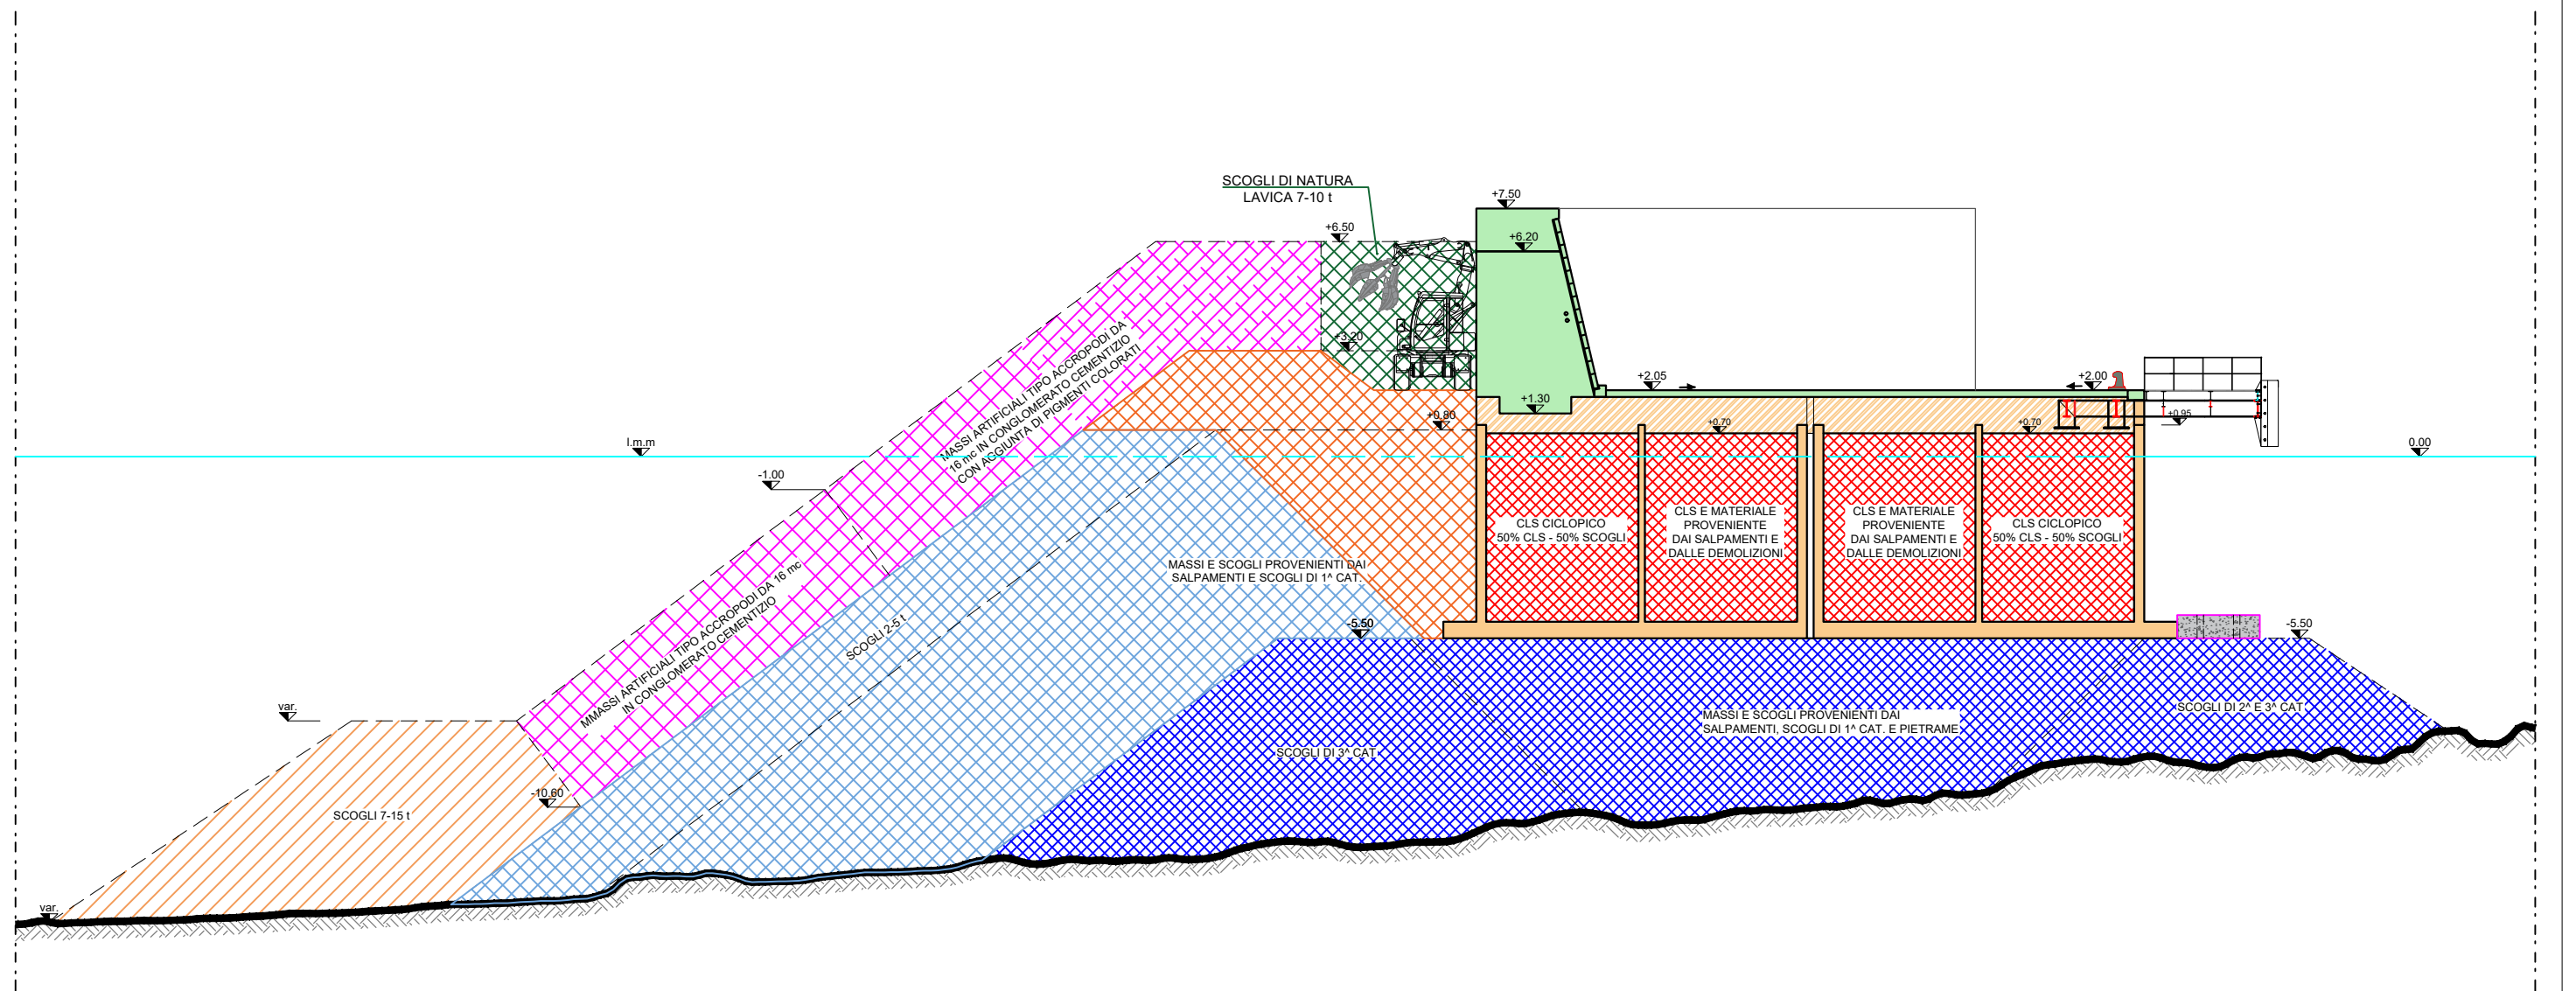 SCOGLI DI NATURA
LAVICA 7-10 t
+7.50
+6.50
+6.20
+3.20
MASSI ARTIFICIALI TIPO ACCROPODI DA
16 mc IN CONGLOMERATO CEMENTIZIO
CON AGGIUNTA DI PIGMENTI COLORATI
+2.05
+2.00
+1.30
+0.80
+0.95
+0.70
+0.70
l.m.m
0.00
-1.00
CLS CICLOPICO
50% CLS - 50% SCOGLI
CLS E MATERIALE
PROVENIENTE
DAI SALPAMENTI E
DALLE DEMOLIZIONI
CLS E MATERIALE
PROVENIENTE
DAI SALPAMENTI E
DALLE DEMOLIZIONI
CLS CICLOPICO
50% CLS - 50% SCOGLI
MASSI E SCOGLI PROVENIENTI DAI
SALPAMENTI E SCOGLI DI 1^ CAT.
MMASSI ARTIFICIALI TIPO ACCROPODI DA 16 mc
IN CONGLOMERATO CEMENTIZIO
SCOGLI 2-5 t
-5.50
-5.50
var.
SCOGLI DI 2^ E 3^ CAT
MASSI E SCOGLI PROVENIENTI DAI
SALPAMENTI, SCOGLI DI 1^ CAT. E PIETRAME
SCOGLI DI 3^ CAT
-10.60
SCOGLI 7-15 t
var.